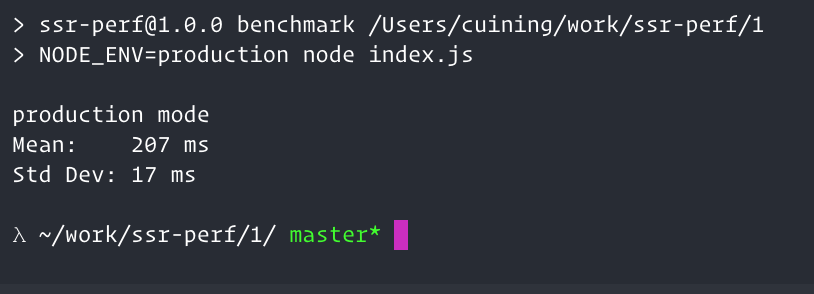 > ssr-perf@1.0.0 benchmark /Users/cuining/work/ssr-perf/1
> NODE_ENV=production node index.js
production mode
Mean:    207 ms
Std Dev: 17 ms
λ ~/work/ssr-perf/1/ master*